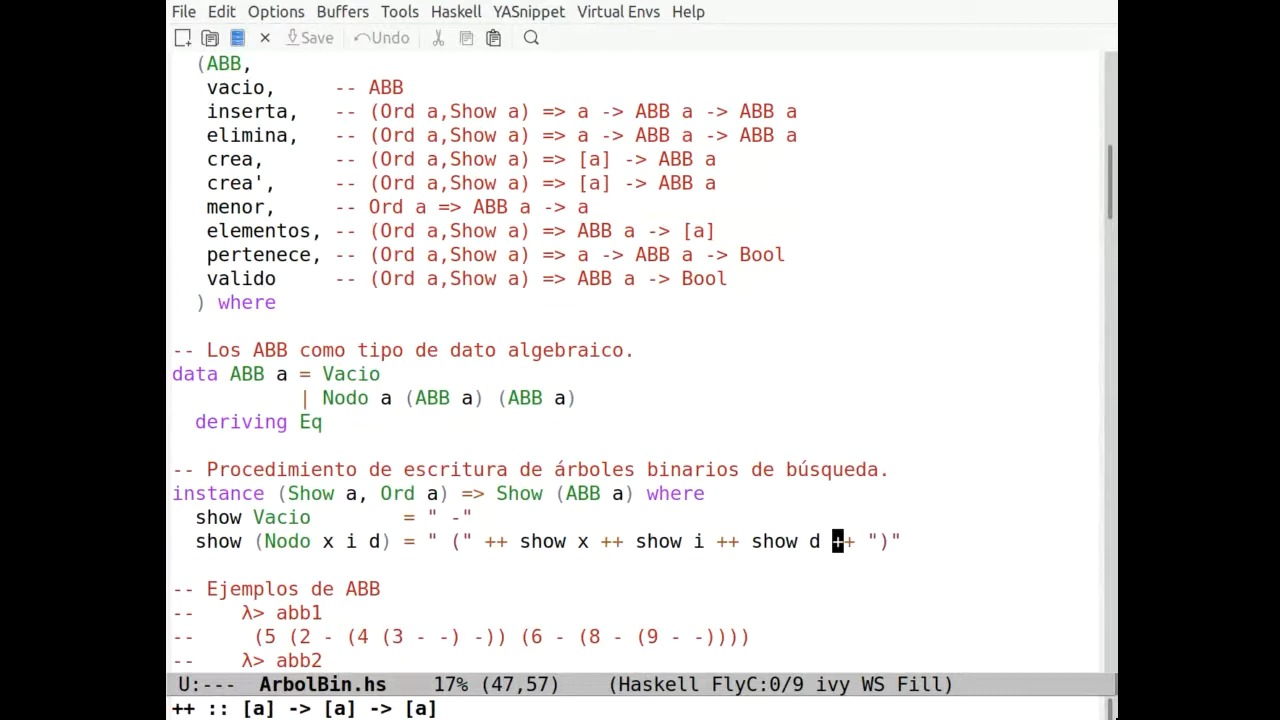 File Edit Options Buffers Tools Haskell YASnippet Virtual Envs Help
Save Undo
(ABB,
vacio, -- ABB
inserta, -- (Ord a,Show a) => a -> ABB a -> ABB a
elimina, -- (Ord a,Show a) => a -> ABB a -> ABB a
crea, -- (Ord a,Show a) => [a] -> ABB a
crea', -- (Ord a,Show a) => [a] -> ABB a
menor, -- Ord a => ABB a -> a
elementos, -- (Ord a,Show a) => ABB a -> [a]
pertenece, -- (Ord a,Show a) => a -> ABB a -> Bool
valido -- (Ord a,Show a) => ABB a -> Bool
) where
-- Los ABB como tipo de dato algebraico.
data ABB a = Vacio
| Nodo a (ABB a) (ABB a)
deriving Eq
-- Procedimiento de escritura de árboles binarios de búsqueda.
instance (Show a, Ord a) => Show (ABB a) where
show Vacio = " -"
show (Nodo x i d) = " (" ++ show x ++ show i ++ show d ++ ")"
-- Ejemplos de ABB
-- λ> abb1
-- (5 (2 - (4 (3 - -) -)) (6 - (8 - (9 - -))))
-- λ> abb2
U:--- ArbolBin.hs 17% (47,57) (Haskell FlyC:0/9 ivy WS Fill)
++ :: [a] -> [a] -> [a]